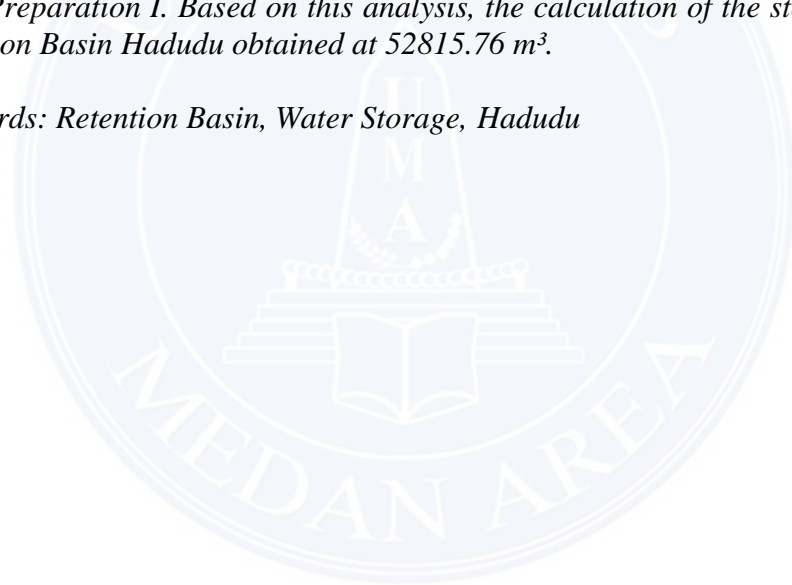 Preparation I. Based on this analysis, the calculation of the
on Basin Hadudu obtained at 52815.76 m³.
rds: Retention Basin, Water Storage, Hadudu
U
M
A
MEDAN AREA